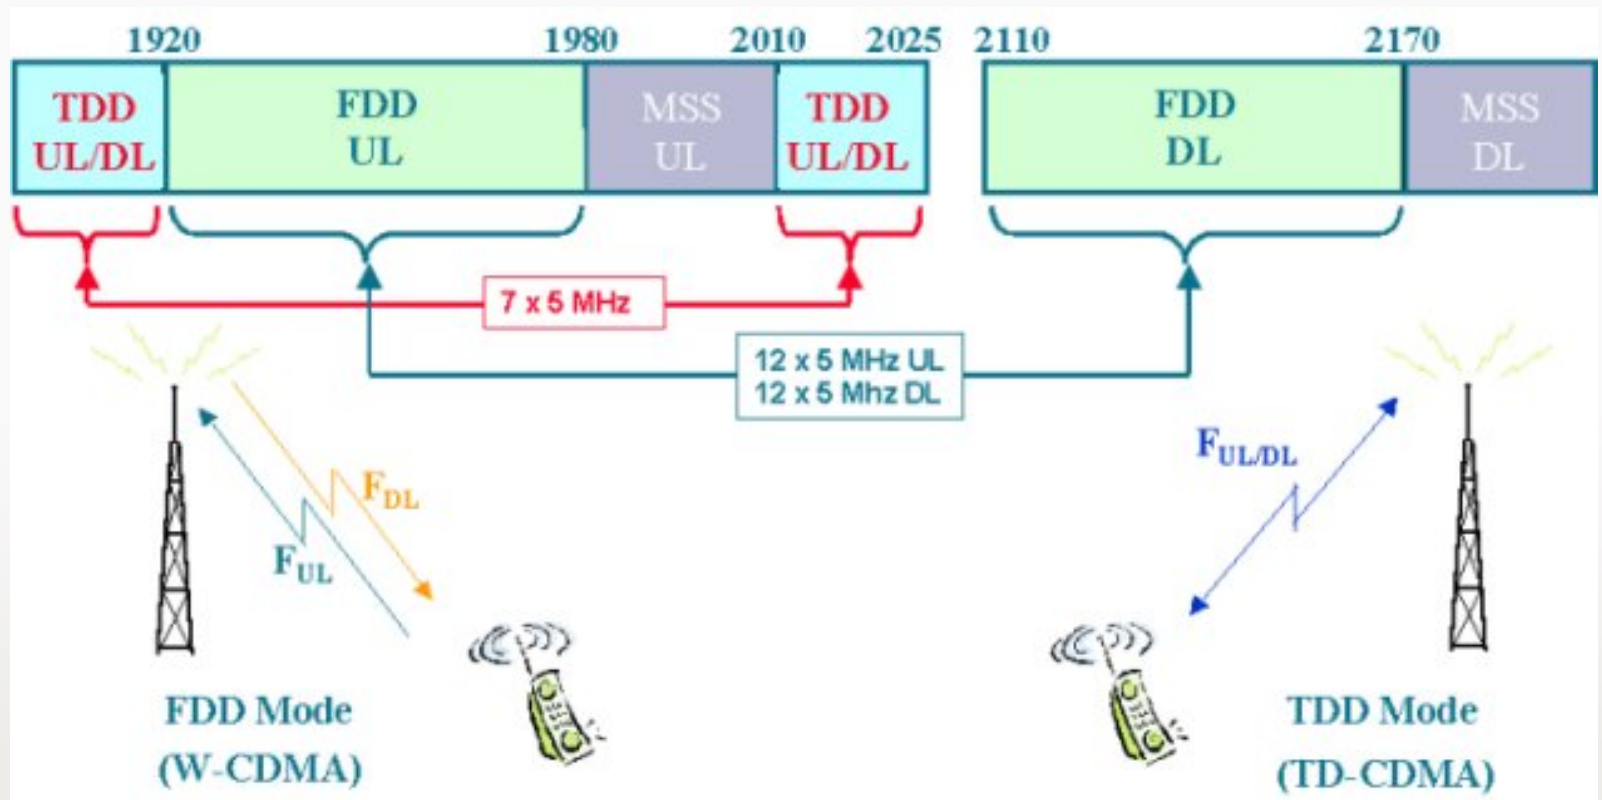 1920 1980 2010 2025 2110 2170
TDD
UL/DL
FDD
UL
MSS
UL
TDD
UL/DL
FDD
DL
MSS
DL
7 x 5 MHz
12 x 5 MHz UL
12 x 5 Mhz DL
FDL
FUL
FUL/DL
FDD Mode
(W-CDMA)
TDD Mode
(TD-CDMA)